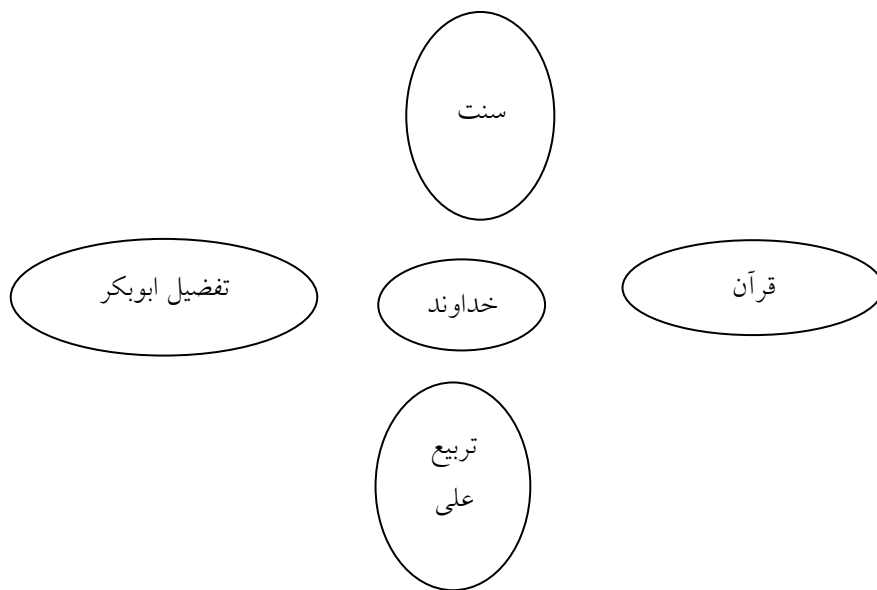 سنت
قرآن
خداوند
تفضیل ابوبکر
تربیع
علی